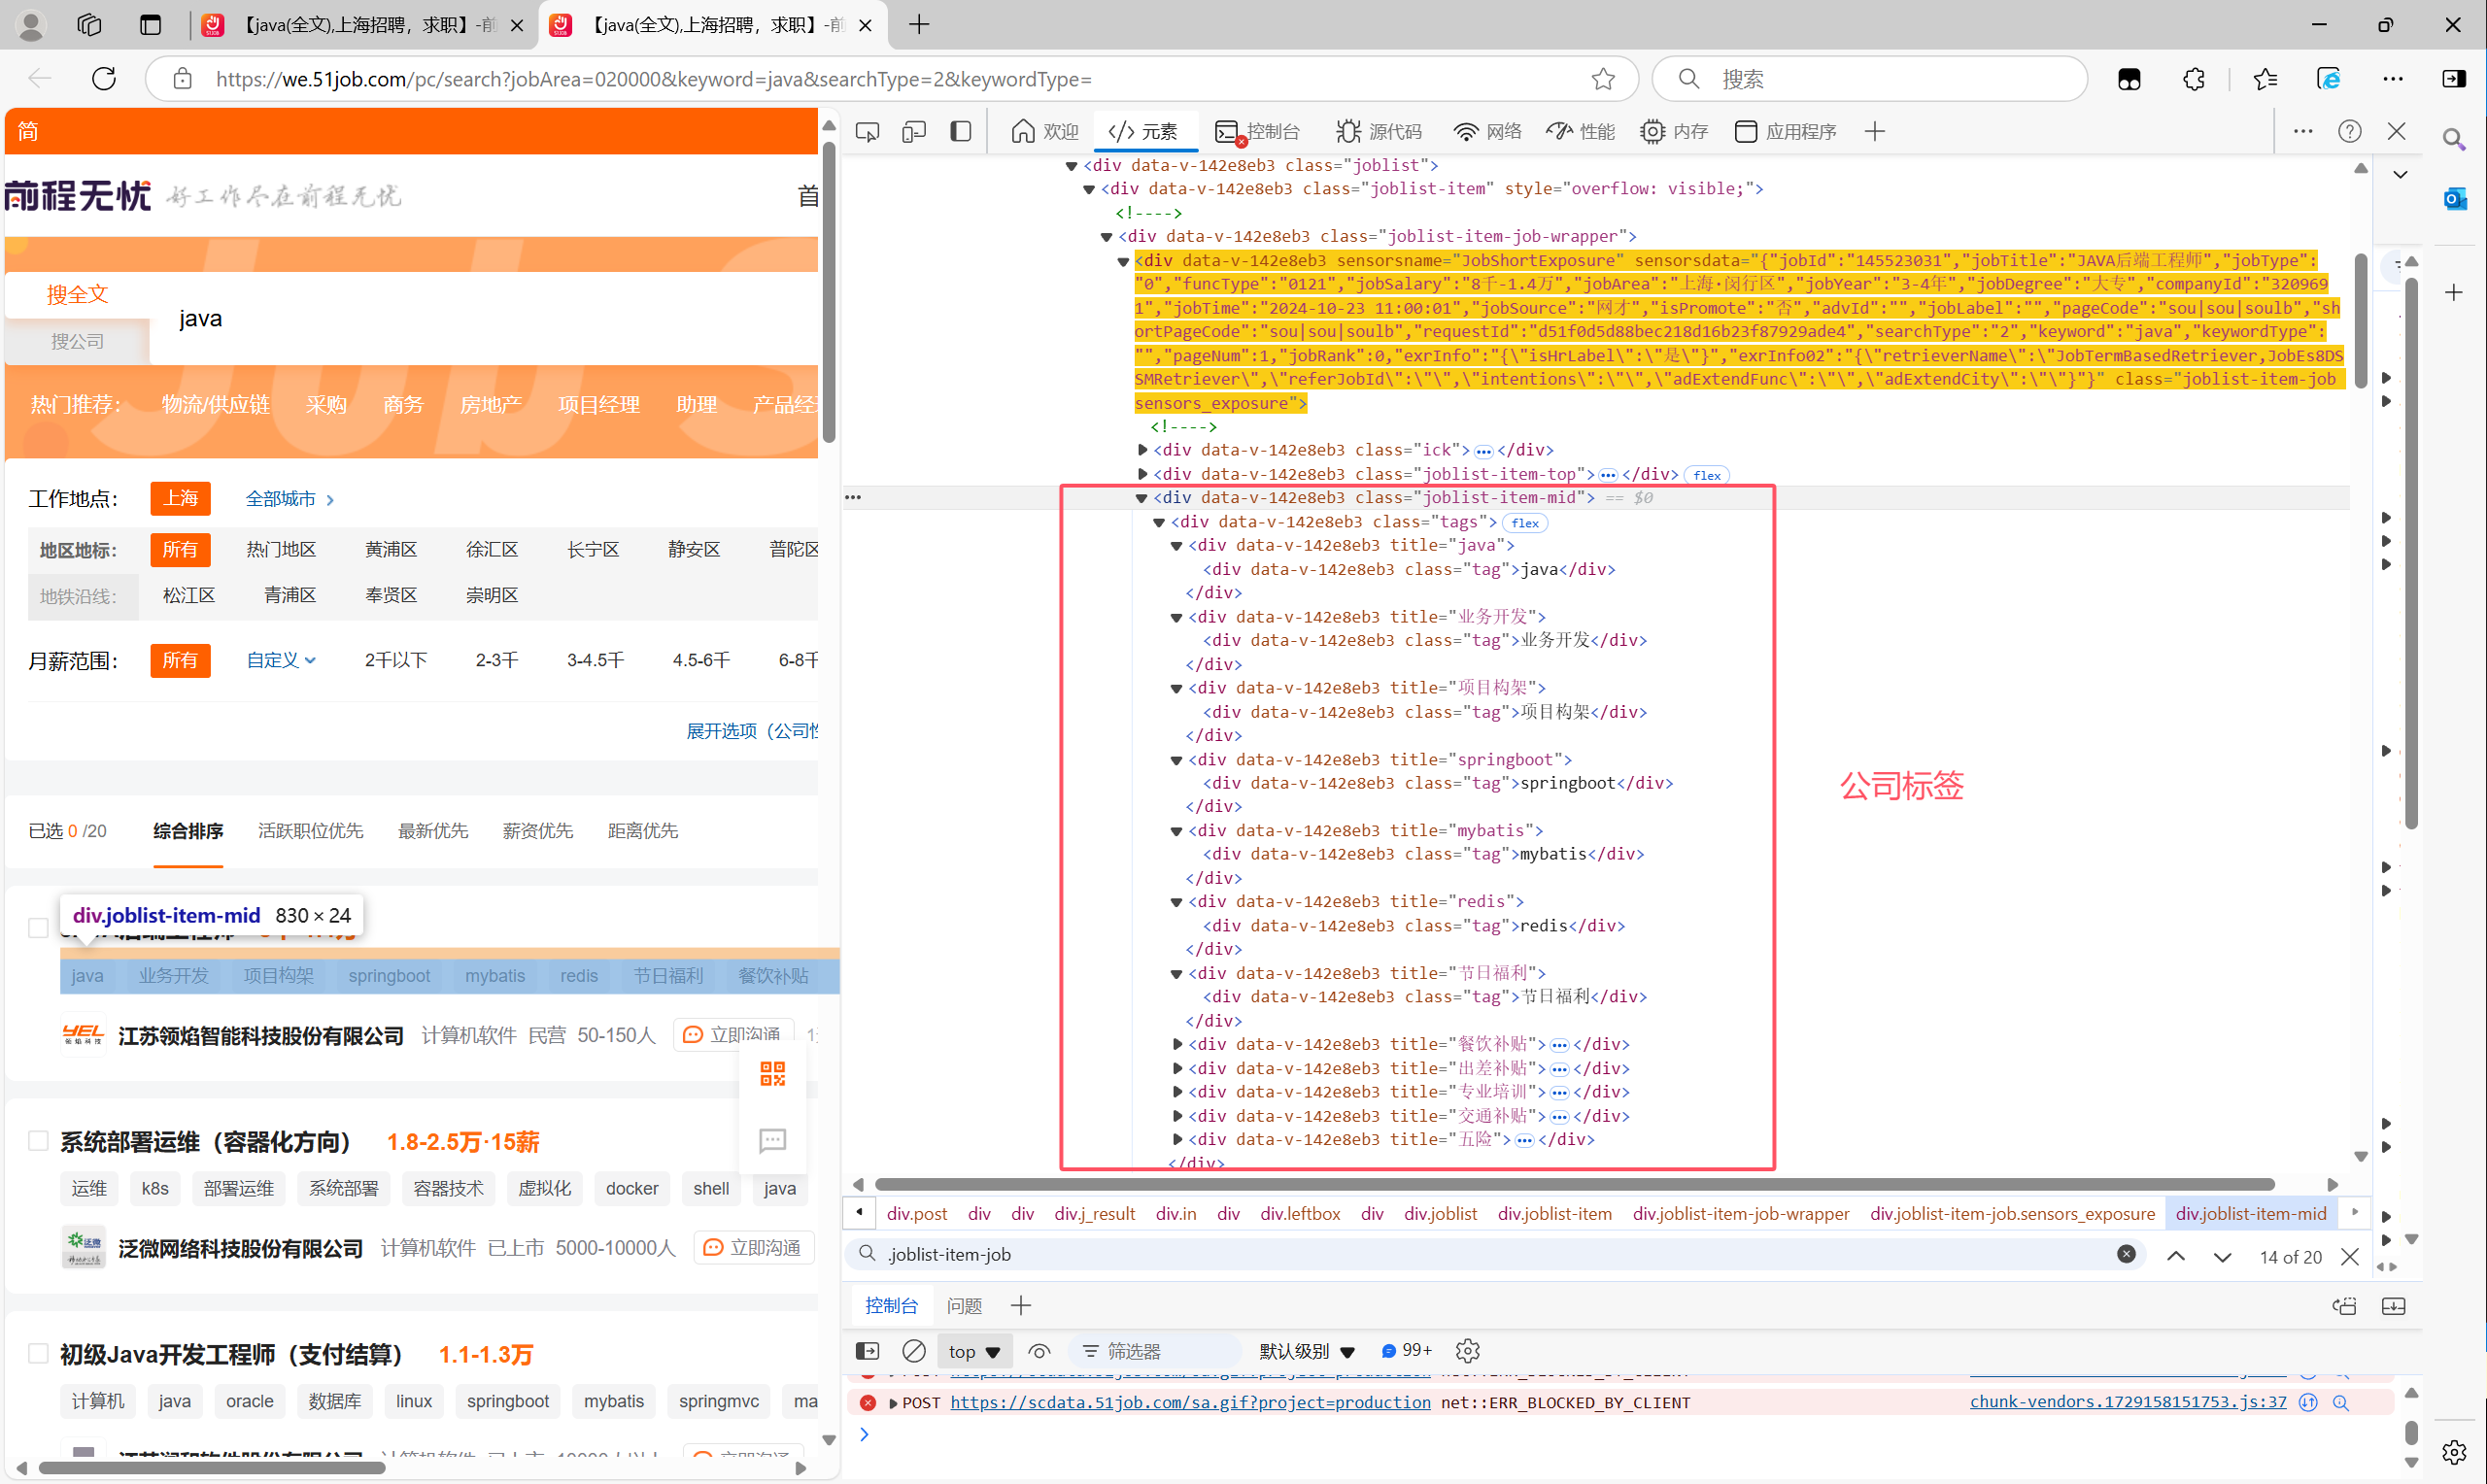 【java(全文),上海招聘，求职】-前
【java(全文),上海招聘，求职】-前
https://we.51job.com/pc/search?jobArea=020000&keyword=java&searchType=2&keywordType=
搜索
简
前程无忧 好工作尽在前程无忧
首
搜全文
搜公司
java
热门推荐： 物流/供应链 采购 商务 房地产 项目经理 助理 产品经
工作地点： 上海 全部城市
地区地标： 所有 热门地区 黄浦区 徐汇区 长宁区 静安区 普陀区
地铁沿线： 松江区 青浦区 奉贤区 崇明区
月薪范围： 所有 自定义 2千以下 2-3千 3-4.5千 4.5-6千 6-8千
展开选项（公司性
已选 0 /20 综合排序 活跃职位优先 最新优先 薪资优先 距离优先
div.joblist-item-mid 830 × 24
java 业务开发 项目构架 springboot mybatis redis 节日福利 餐饮补贴
YEL
江苏领焰智能科技股份有限公司 计算机软件 民营 50-150人 立即沟通
系统部署运维（容器化方向） 1.8-2.5万·15薪
运维 k8s 部署运维 系统部署 容器技术 虚拟化 docker shell java
泛微网络科技股份有限公司 计算机软件 已上市 5000-10000人 立即沟通
初级Java开发工程师（支付结算） 1.1-1.3万
计算机 java oracle 数据库 linux springboot mybatis springmvc ma
欢迎 元素 控制台 源代码 网络 性能 内存 应用程序
<div data-v-142e8eb3 class="joblist">
<div data-v-142e8eb3 class="joblist-item" style="overflow: visible;">
<!---->
<div data-v-142e8eb3 class="joblist-item-job-wrapper">
<div data-v-142e8eb3 sensorsname="JobShortExposure" sensorsdata="{"jobId":"145523031","jobTitle":"JAVA后端工程师","jobType":
"0","funcType":"0121","jobSalary":"8千-1.4万","jobArea":"上海·闵行区","jobYear":"3-4年","jobDegree":"大专","companyId":"320969
1","jobTime":"2024-10-23 11:00:01","jobSource":"网才","isPromote":"否","advId":"","jobLabel":"","pageCode":"sou|sou|soulb","sh
ortPageCode":"sou|sou|soulb","requestId":"d51f0d5d88bec218d16b23f87929ade4","searchType":"2","keyword":"java","keywordType":
"","pageNum":1,"jobRank":0,"exrInfo":"{\"isHrLabel\":\"是\"}","exrInfo02":"{\"retrieverName\":\"JobTermBasedRetriever,JobEs8DS
SMRetriever\",\"referJobId\":\"\",\"intentions\":\"\",\"adExtendFunc\":\"\",\"adExtendCity\":\"\"}"}" class="joblist-item-job
sensors_exposure">
<!---->
<div data-v-142e8eb3 class="ick">…</div>
<div data-v-142e8eb3 class="joblist-item-top">…</div> flex
<div data-v-142e8eb3 class="joblist-item-mid"> == $0
<div data-v-142e8eb3 class="tags"> flex
<div data-v-142e8eb3 title="java">
<div data-v-142e8eb3 class="tag">java</div>
</div>
<div data-v-142e8eb3 title="业务开发">
<div data-v-142e8eb3 class="tag">业务开发</div>
</div>
<div data-v-142e8eb3 title="项目构架">
<div data-v-142e8eb3 class="tag">项目构架</div>
</div>
<div data-v-142e8eb3 title="springboot">
<div data-v-142e8eb3 class="tag">springboot</div>
</div>
<div data-v-142e8eb3 title="mybatis">
<div data-v-142e8eb3 class="tag">mybatis</div>
</div>
<div data-v-142e8eb3 title="redis">
<div data-v-142e8eb3 class="tag">redis</div>
</div>
<div data-v-142e8eb3 title="节日福利">
<div data-v-142e8eb3 class="tag">节日福利</div>
</div>
<div data-v-142e8eb3 title="餐饮补贴">…</div>
<div data-v-142e8eb3 title="出差补贴">…</div>
<div data-v-142e8eb3 title="专业培训">…</div>
<div data-v-142e8eb3 title="交通补贴">…</div>
<div data-v-142e8eb3 title="五险">…</div>
</div>
公司标签
div.post div div div.j_result div.in div div.leftbox div div.joblist div.joblist-item div.joblist-item-job-wrapper div.joblist-item-job.sensors_exposure div.joblist-item-mid
.joblist-item-job 14 of 20
控制台 问题
top 筛选器 默认级别 99+
POST https://scdata.51job.com/sa.gif?project=production net::ERR_BLOCKED_BY_CLIENT chunk-vendors.1729158151753.js:37